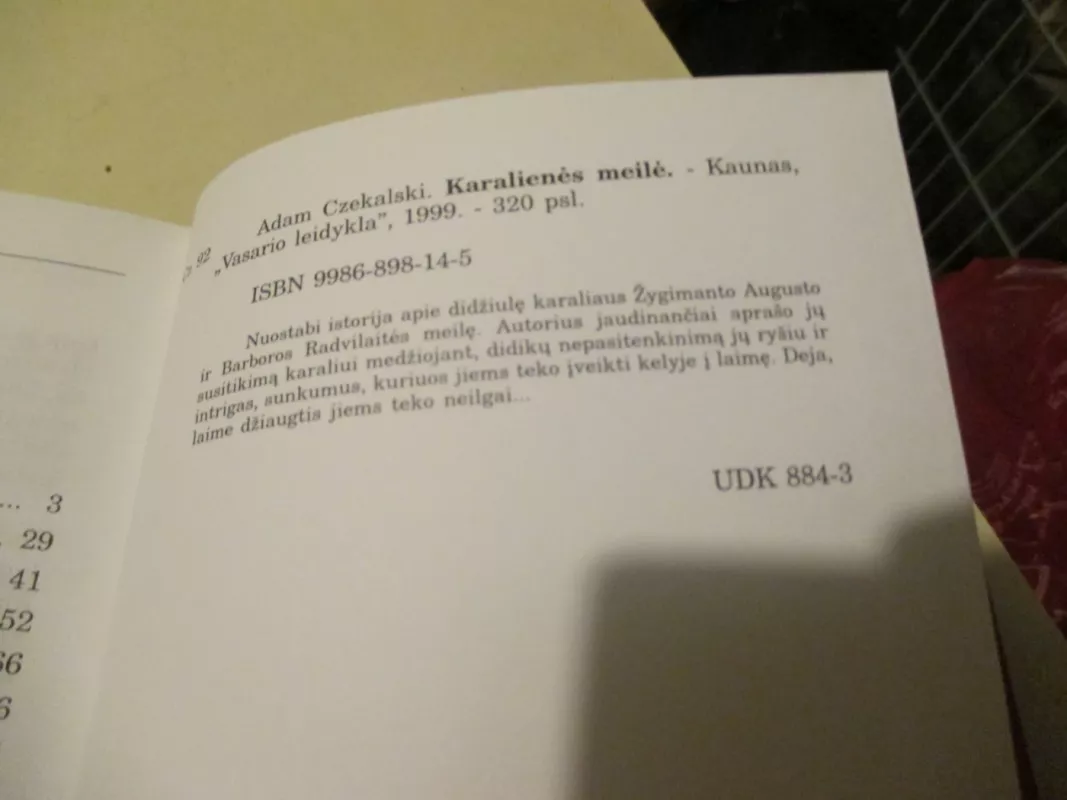 Adam Czekalski. Karalienės meilė. - Kaunas,
92
„Vasario leidykla”, 1999. - 320 psl.
ISBN 9986-898-14-5
Nuostabi istorija apie didžiulę karaliaus Žygimanto Augusto
ir Barboros Radvilaitės meilę. Autorius jaudinančiai aprašo jų
susitikimą karaliui medžiojant, didikų nepasitenkinimą jų ryšiu ir
intrigas, sunkumus, kuriuos jiems teko įveikti kelyje į laimę. Deja,
laime džiaugtis jiems teko neilgai...
UDK 884-3
... 3
. 29
41
52
66
6